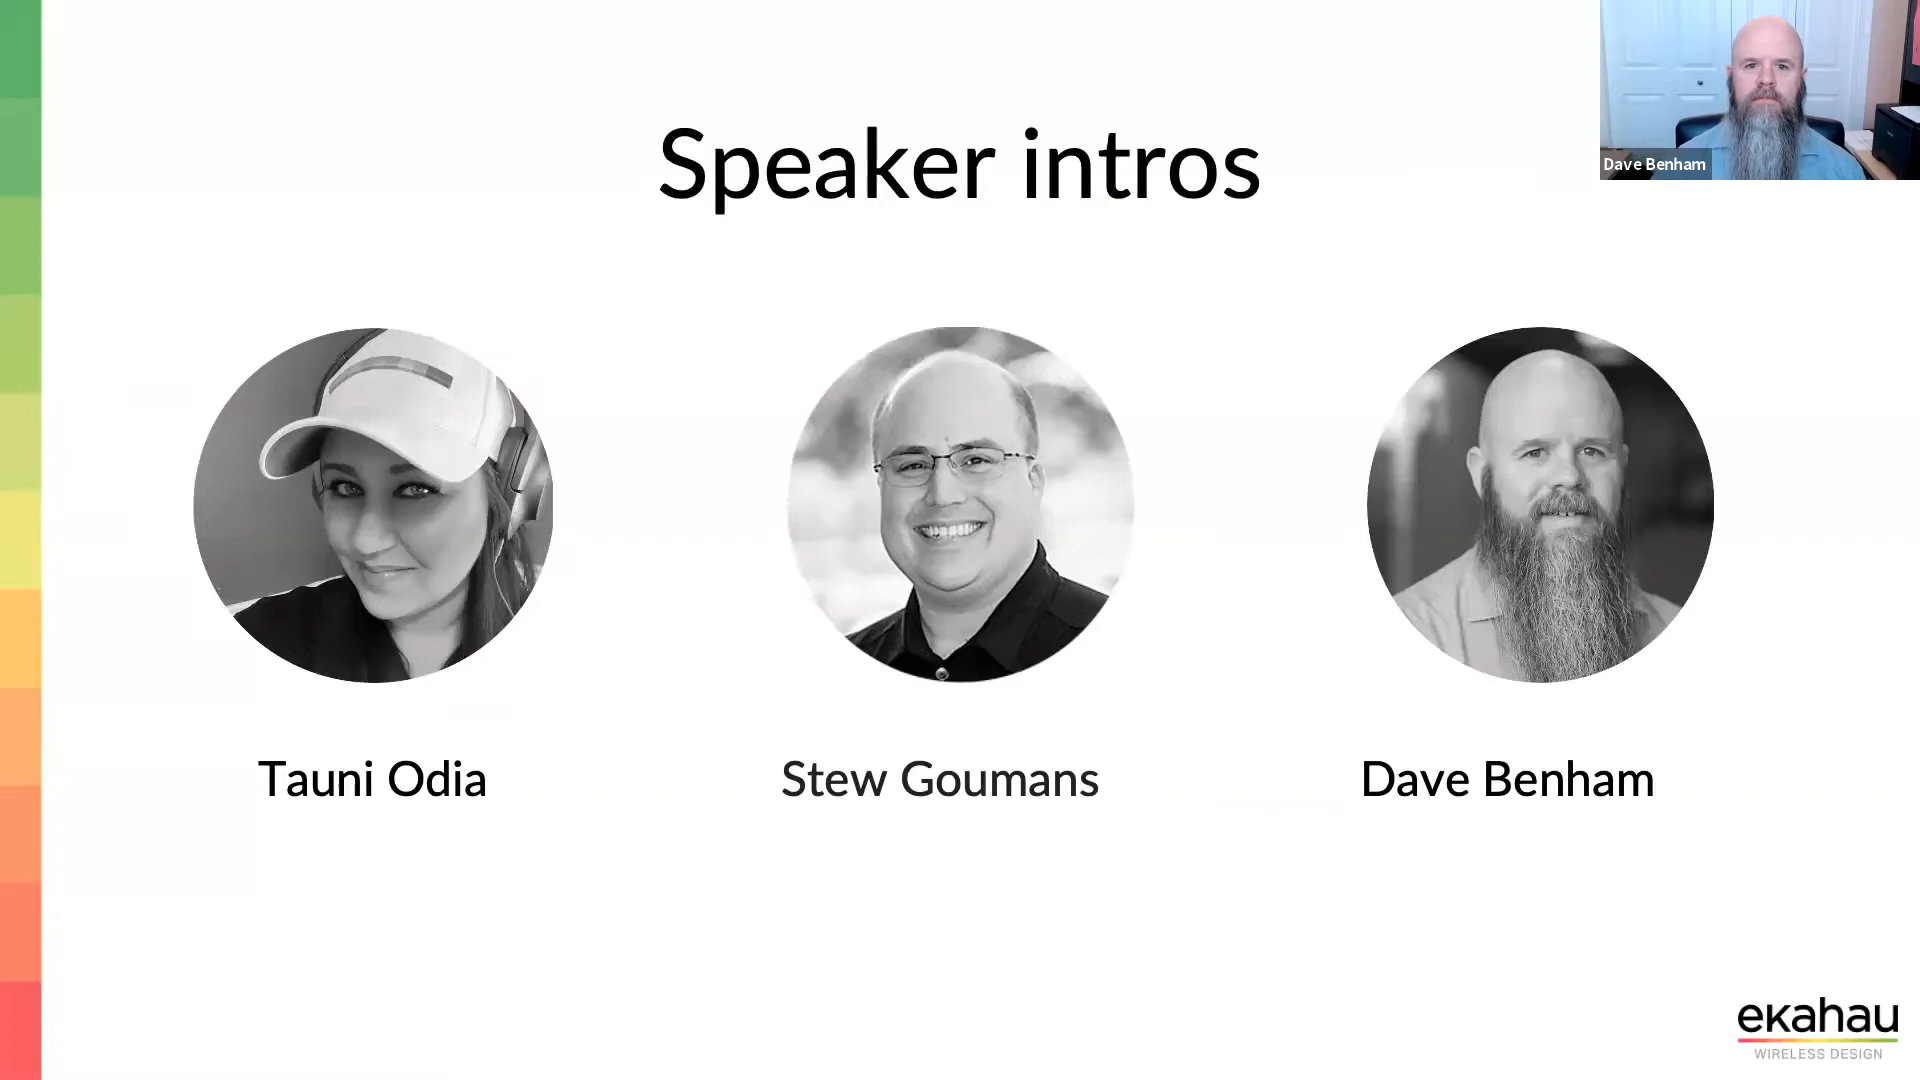 Speaker intros
Dave Benham
Tauni Odia
Stew Goumans
Dave Benham
ekahau
WIRELESS DESIGN